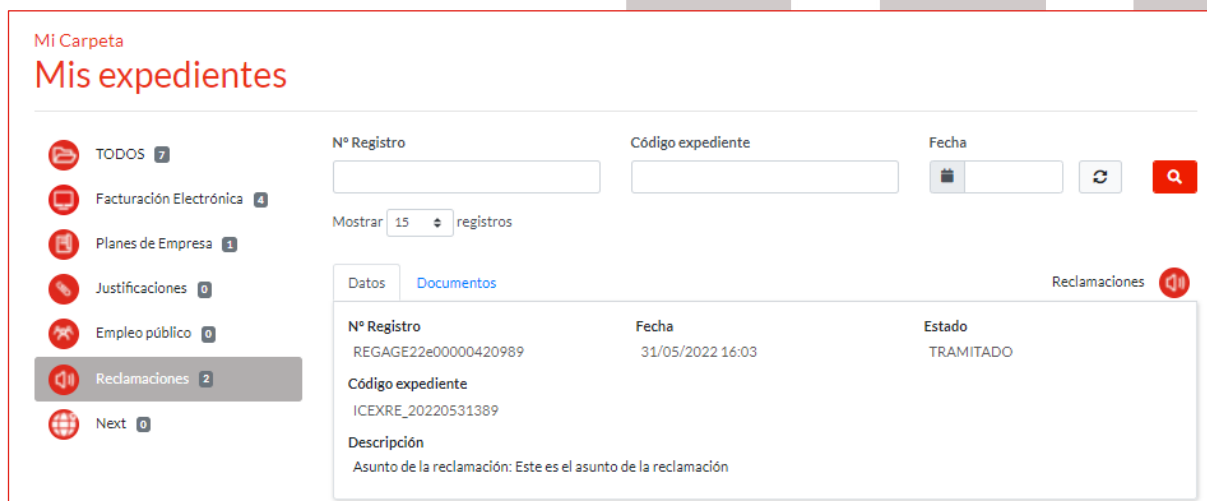 Mi Carpeta
Mis expedientes
TODOS 7
Facturación Electrónica 4
Planes de Empresa 1
Justificaciones 0
Empleo público 0
Reclamaciones 2
Next 0
Nº Registro Código expediente Fecha
Mostrar 15 registros
Datos Documentos Reclamaciones
Nº Registro Fecha Estado
REGAGE22e00000420989 31/05/2022 16:03 TRAMITADO
Código expediente
ICEXRE_20220531389
Descripción
Asunto de la reclamación: Este es el asunto de la reclamación